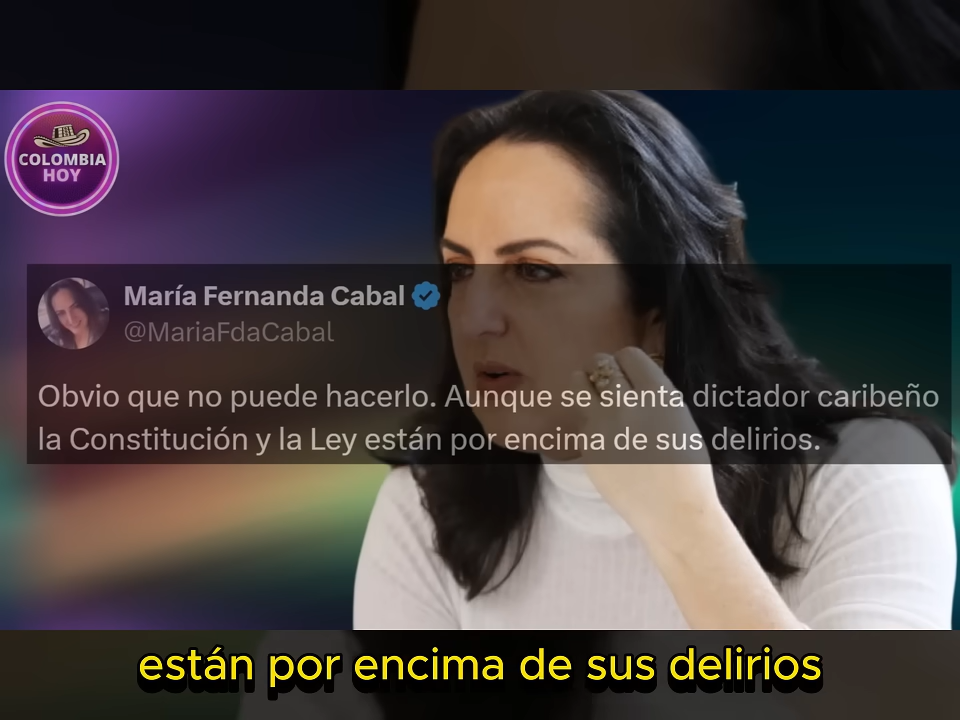 COLOMBIA
HOY
María Fernanda Cabal
@MariaFdaCabal
Obvio que no puede hacerlo. Aunque se sienta dictador caribeño
la Constitución y la Ley están por encima de sus delirios.
están por encima de sus delirios